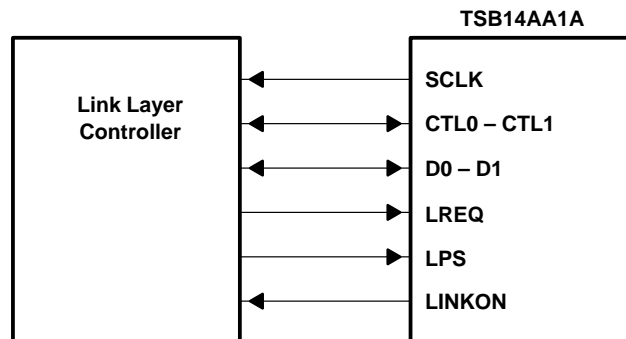 TSB14AA1A
Link Layer
Controller
SCLK
CTL0 – CTL1
D0 – D1
LREQ
LPS
LINKON